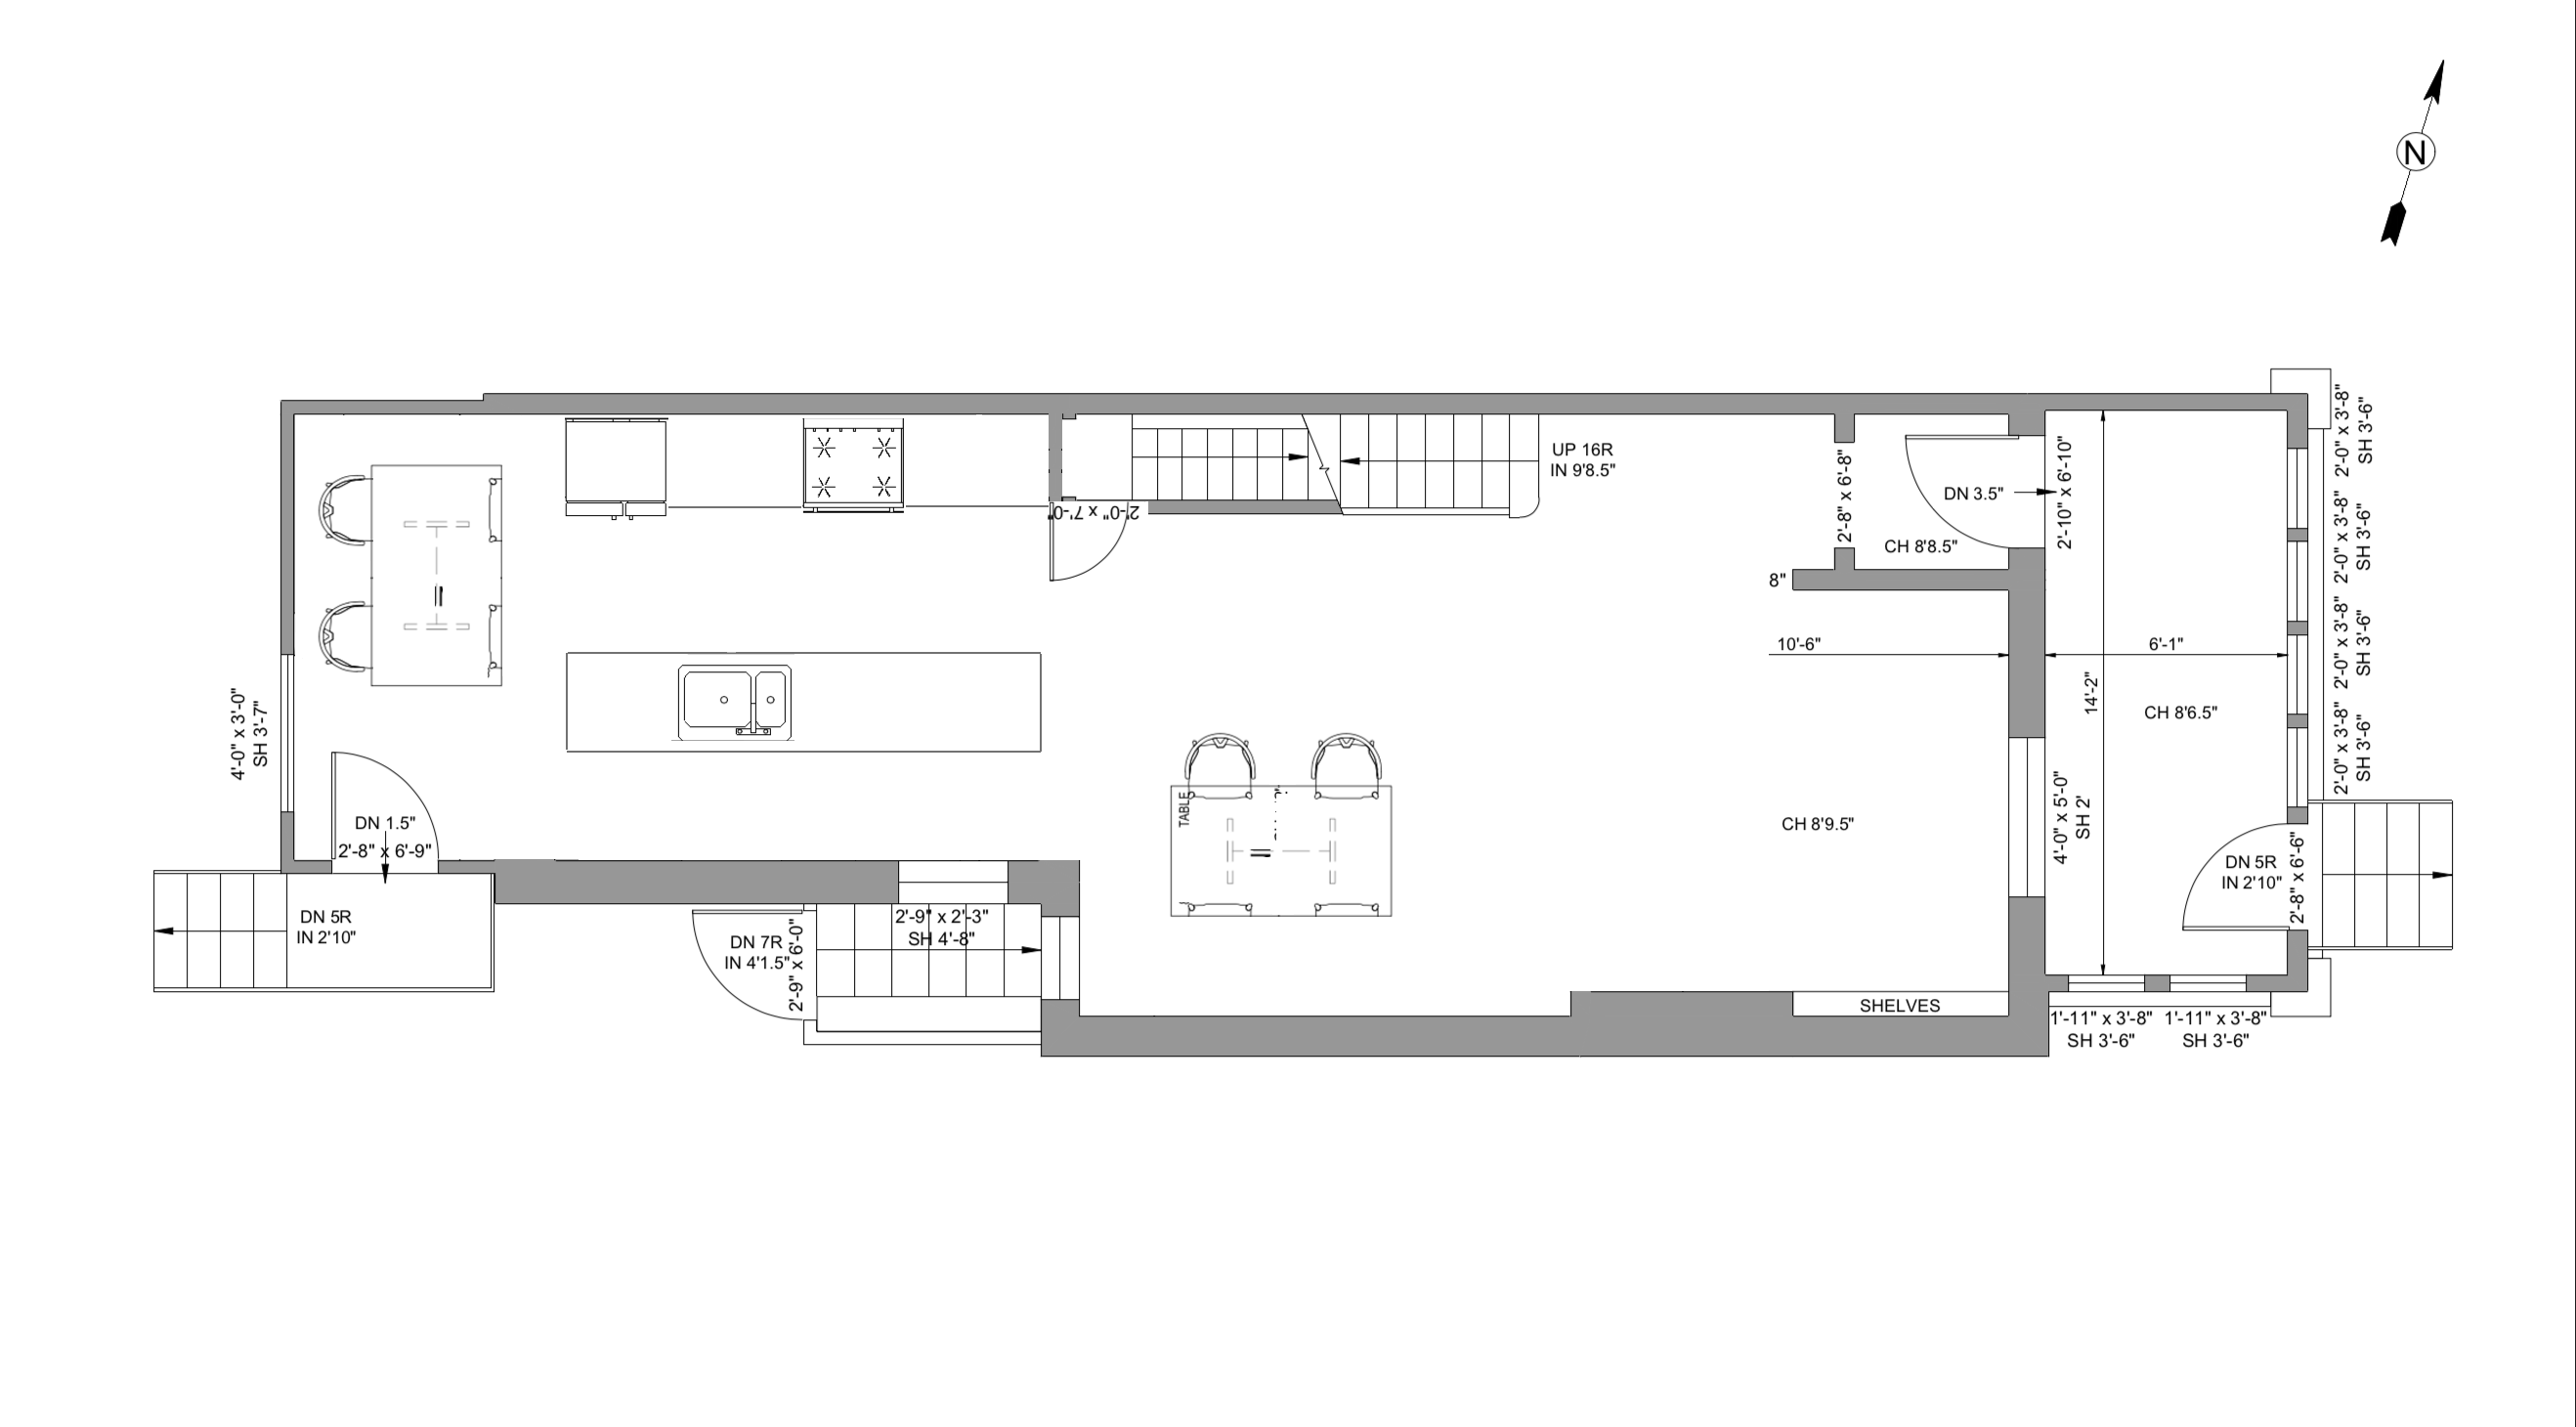 N
2'-0" x 3'-8"
SH 3'-6"
2'-0" x 3'-8"
SH 3'-6"
2'-0" x 3'-8"
SH 3'-6"
2'-0" x 3'-8"
SH 3'-6"
UP 16R
IN 9'8.5"
2'-0" x 7'-0"
2'-8" x 6'-8"
DN 3.5"
2'-10" x 6'-10"
CH 8'8.5"
8"
10'-6"
6'-1"
14'-2"
CH 8'6.5"
4'-0" x 3'-0"
SH 3'-7"
DN 1.5"
2'-8" x 6'-9"
TABLE
CH 8'9.5"
4'-0" x 5'-0"
SH 2'
DN 5R
IN 2'10"
2'-8" x 6'-6"
DN 5R
IN 2'10"
DN 7R
IN 4'1.5"
2'-9" x 6'-0"
2'-9" x 2'-3"
SH 4'-8"
SHELVES
1'-11" x 3'-8"
SH 3'-6"
1'-11" x 3'-8"
SH 3'-6"